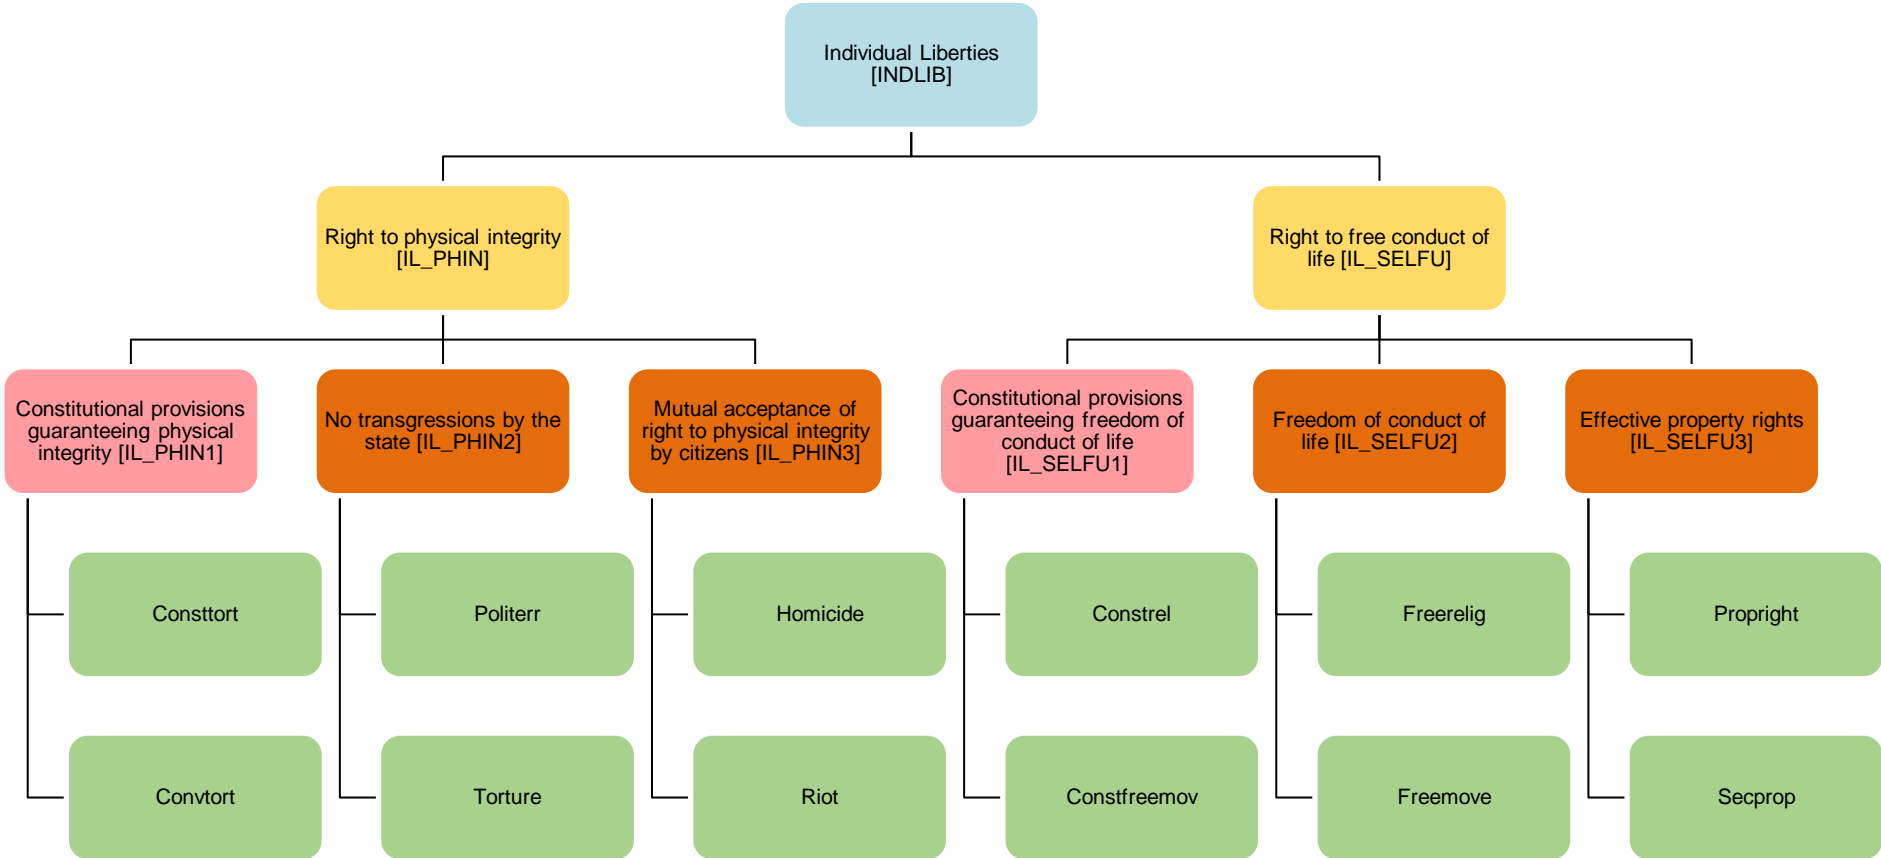 Individual Liberties
[INDLIB]
Right to physical integrity
[IL_PHIN]
Right to free conduct of
life [IL_SELFU]
Constitutional provisions
guaranteeing physical
integrity [IL_PHIN1]
No transgressions by the
state [IL_PHIN2]
Mutual acceptance of
right to physical integrity
by citizens [IL_PHIN3]
Constitutional provisions
guaranteeing freedom of
conduct of life
[IL_SELFU1]
Freedom of conduct of
life [IL_SELFU2]
Effective property rights
[IL_SELFU3]
Consttort
Politerr
Homicide
Constrel
Freerelig
Propright
Convtort
Torture
Riot
Constfreemov
Freemove
Secprop